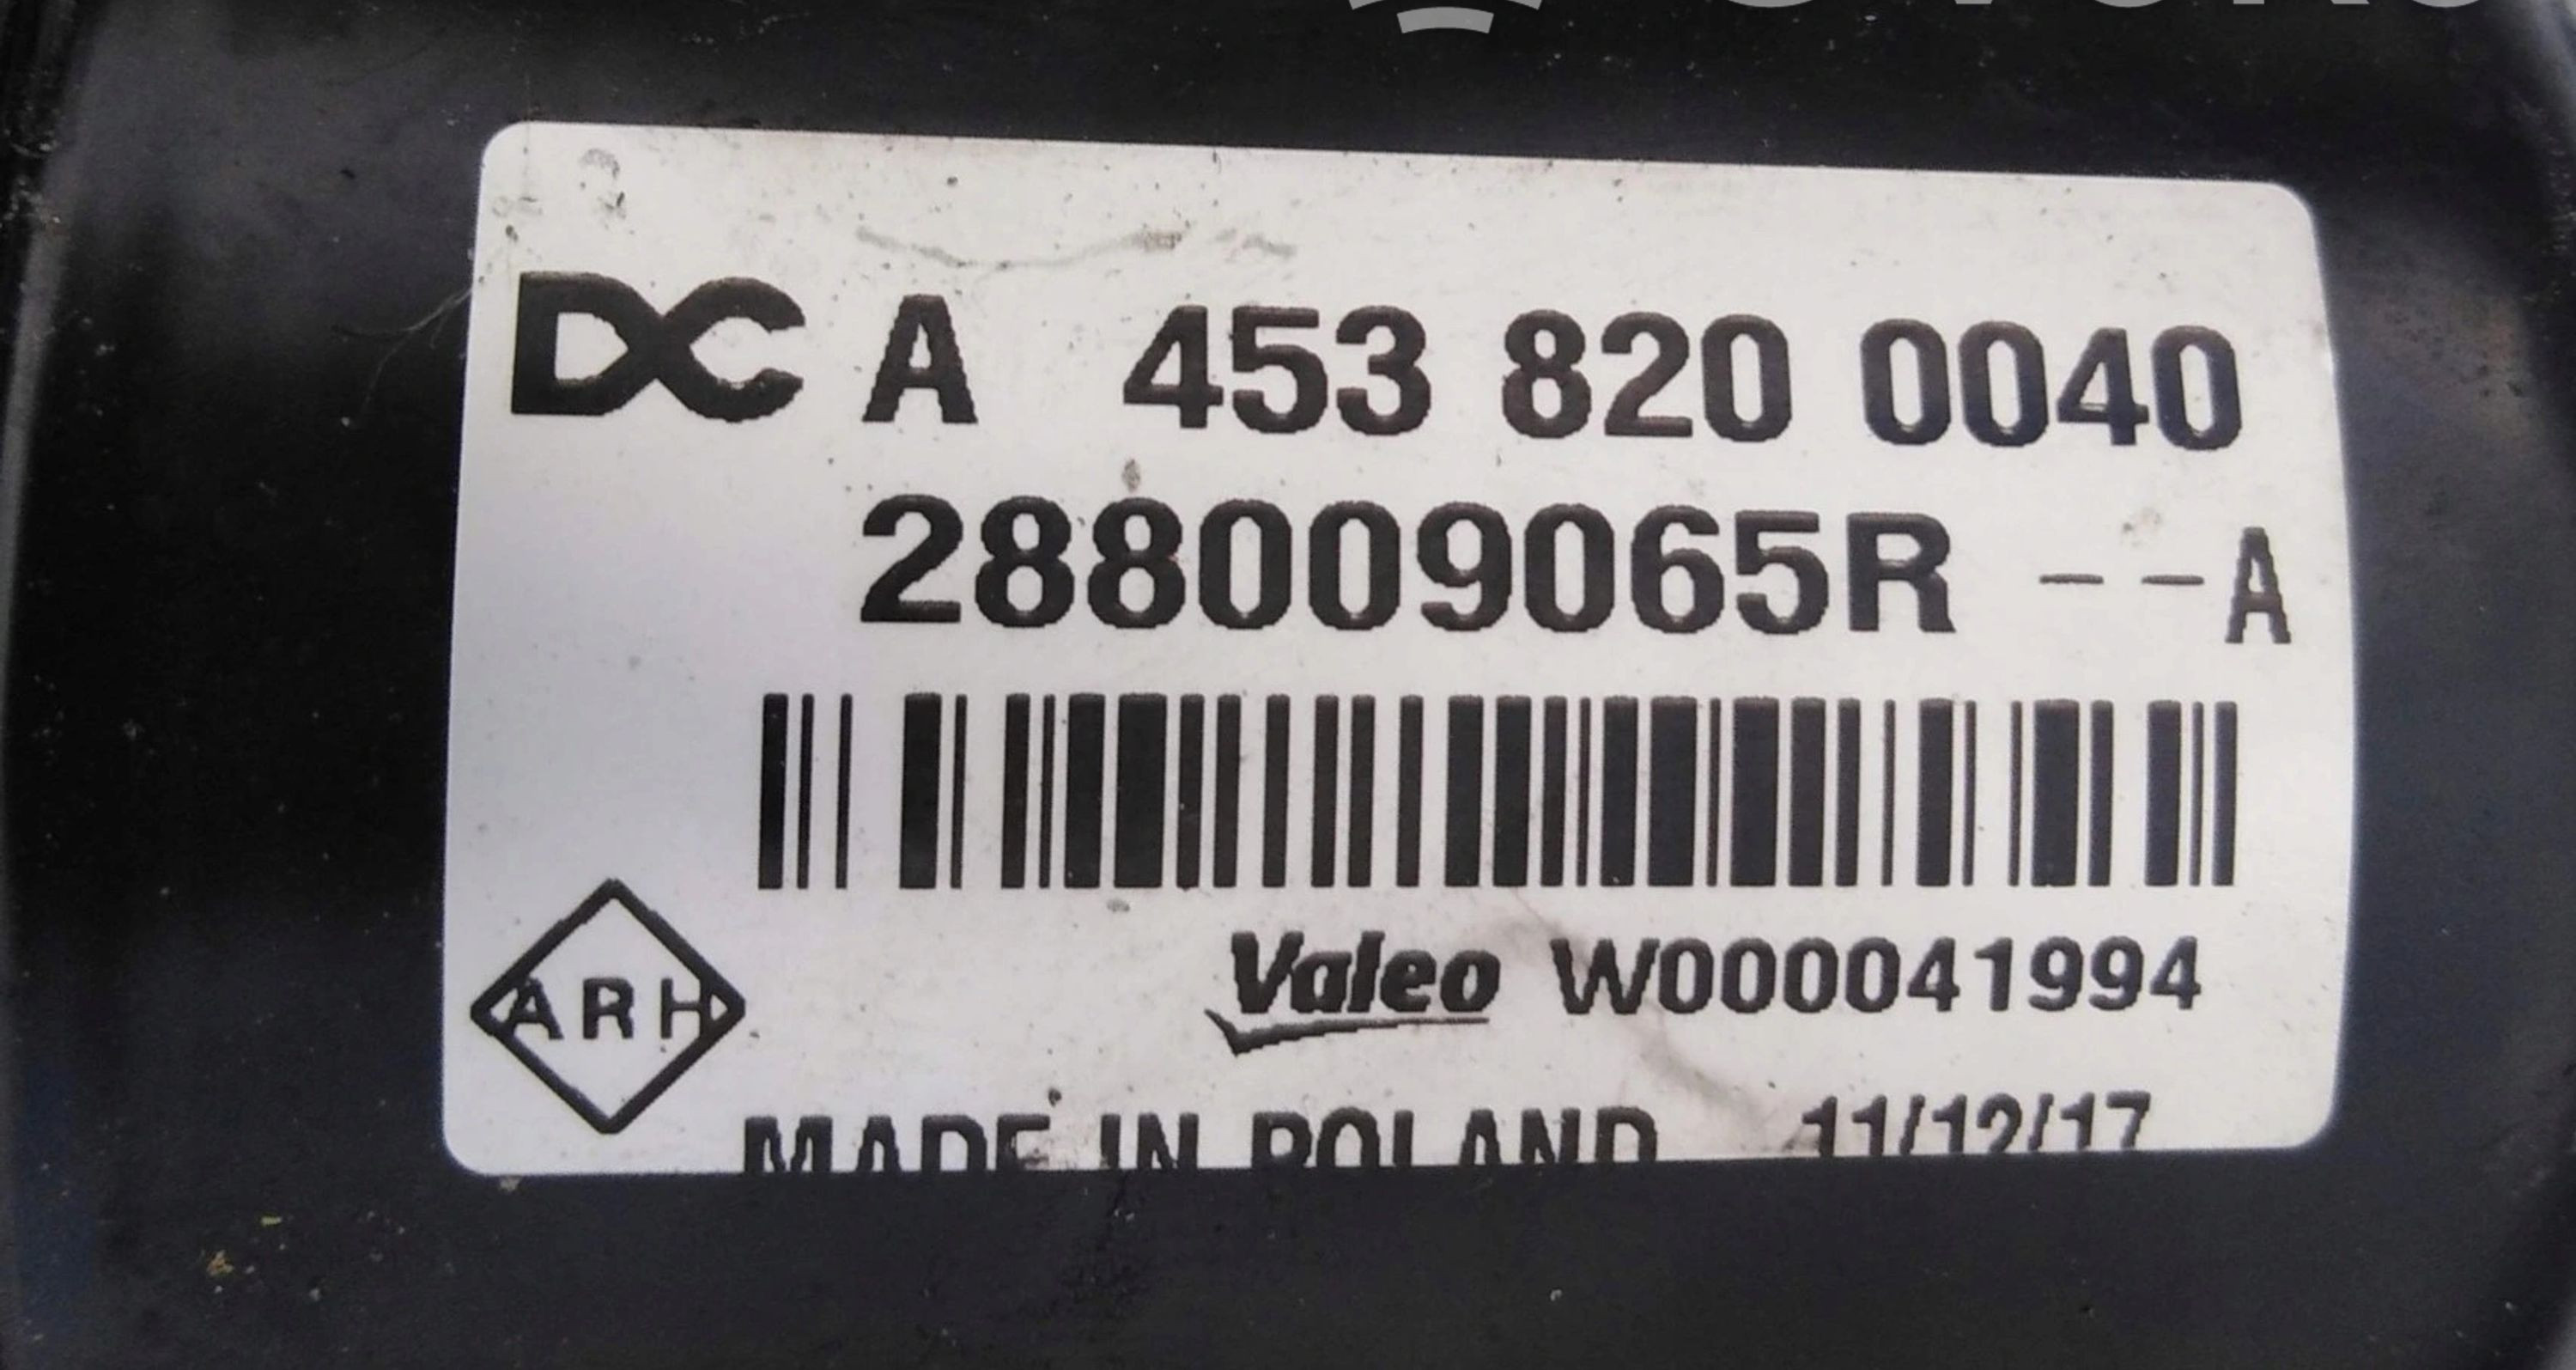 DC A 453 820 0040
288009065R --A
ARH
Valeo W000041994
MADE IN POLAND 11/12/17